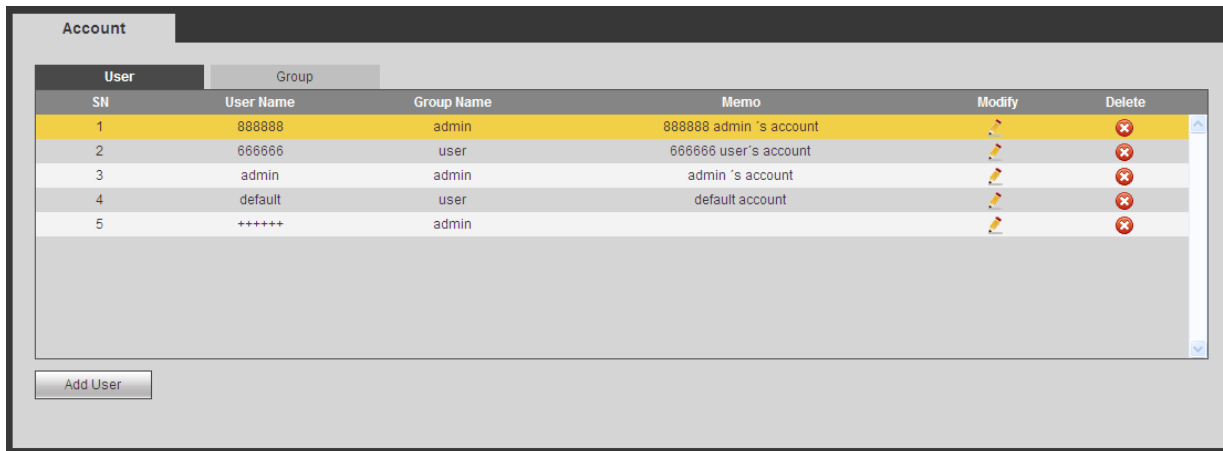 Account
User Group
SN User Name Group Name Memo Modify Delete
1 888888 admin 888888 admin ´s account
2 666666 user 666666 user´s account
3 admin admin admin ´s account
4 default user default account
5 ++++++ admin
Add User